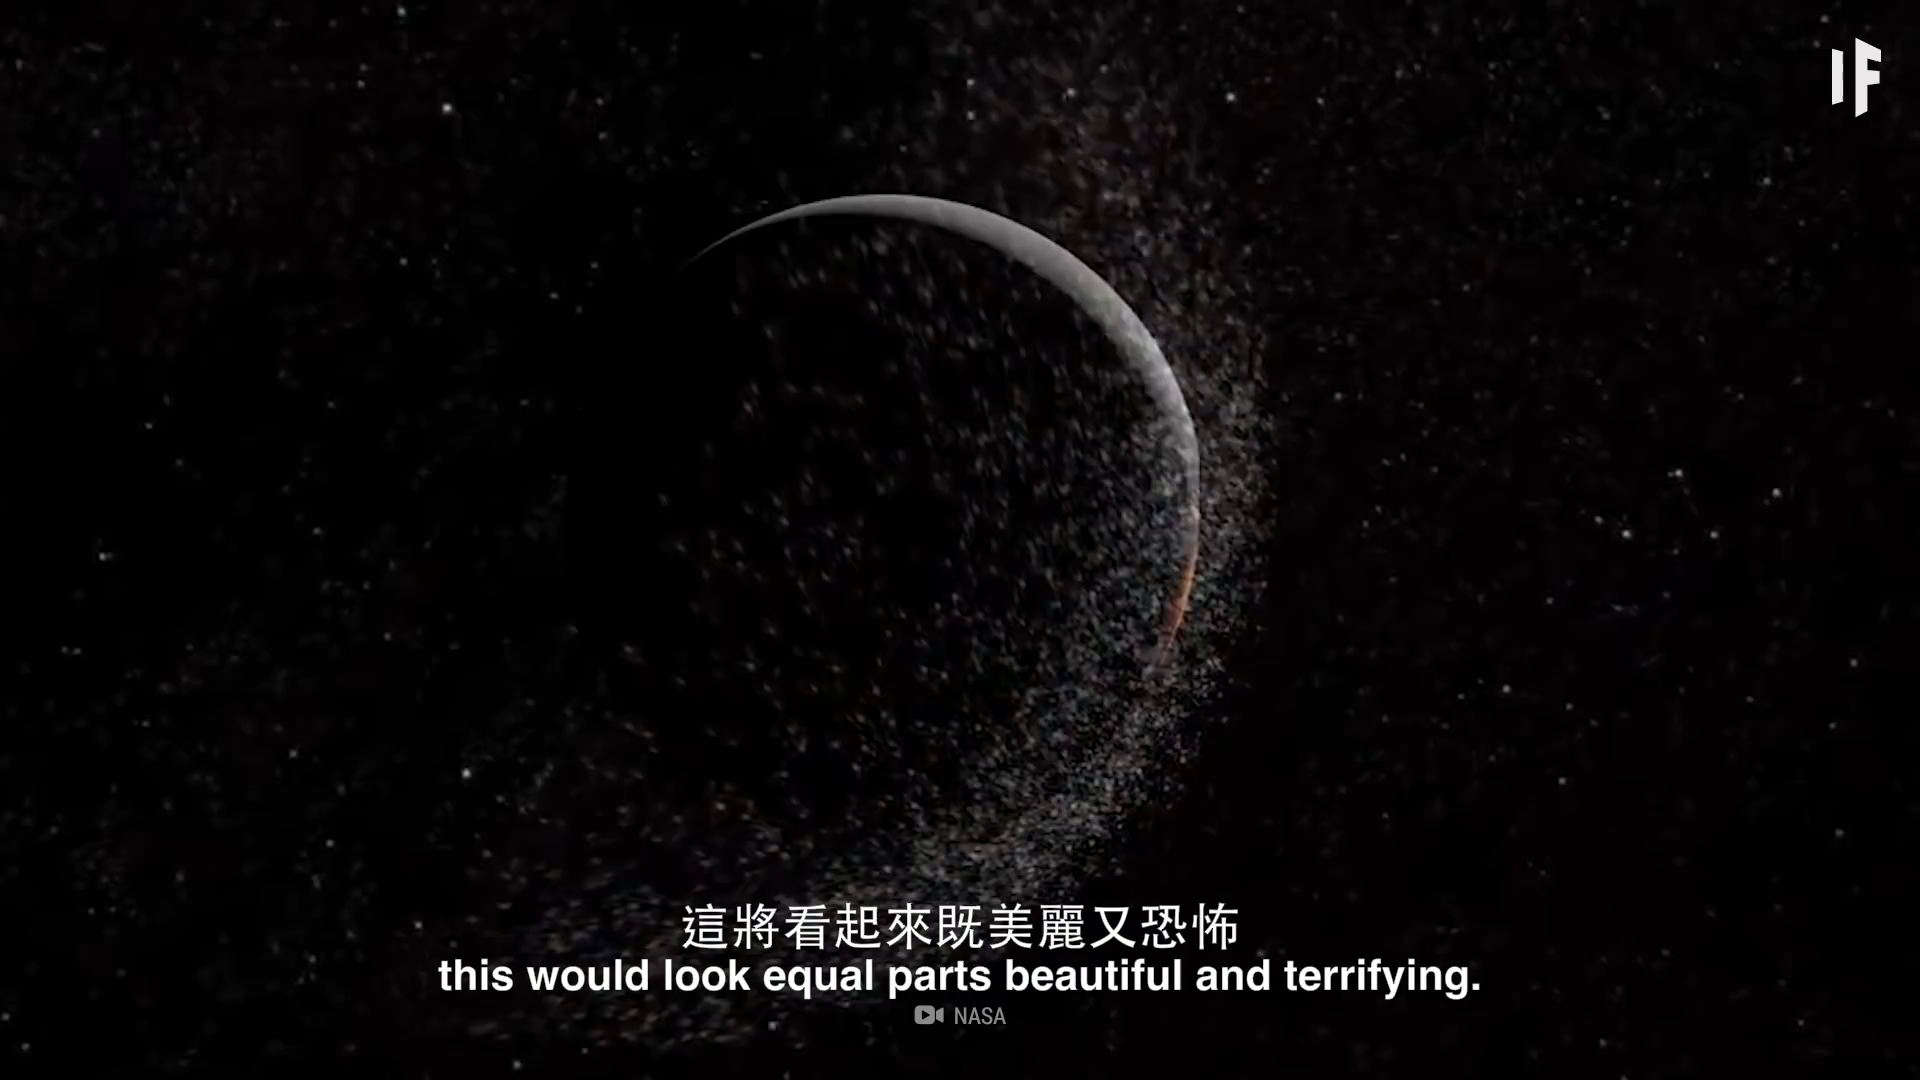 IF
這將看起來既美麗又恐怖
this would look equal parts beautiful and terrifying.
NASA